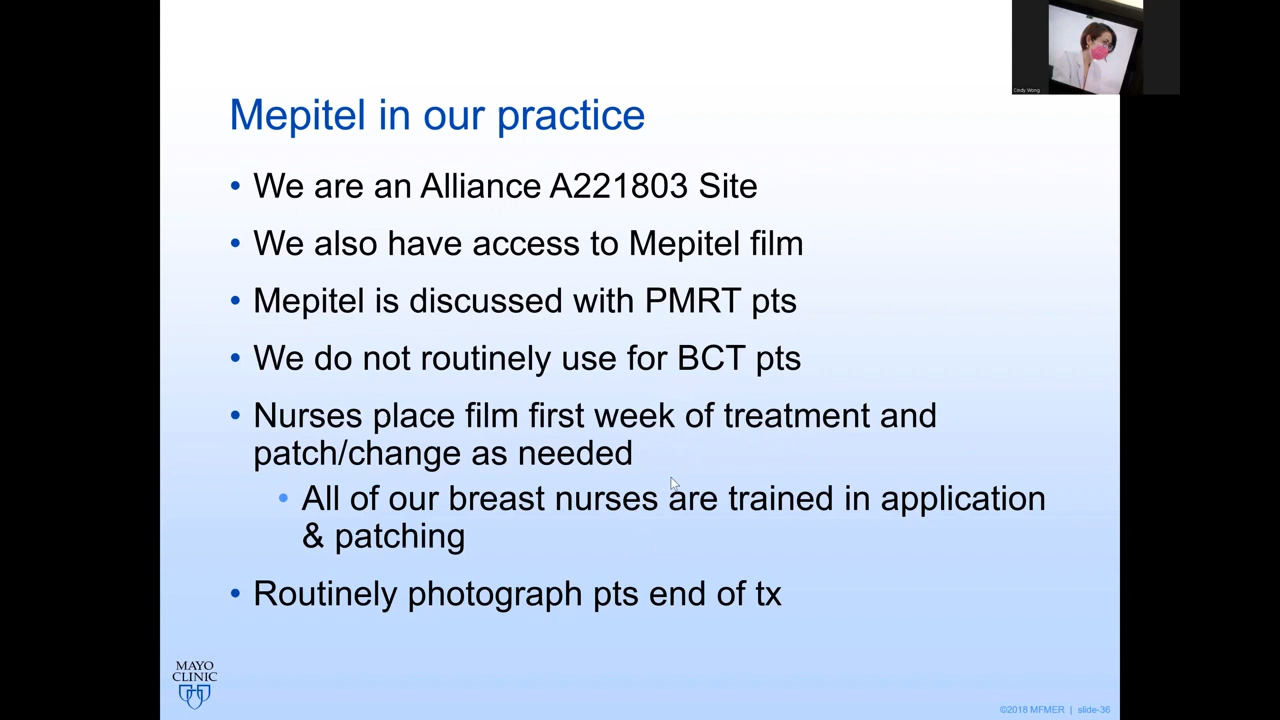 Cindy Wong
Mepitel in our practice
• We are an Alliance A221803 Site
• We also have access to Mepitel film
• Mepitel is discussed with PMRT pts
• We do not routinely use for BCT pts
• Nurses place film first week of treatment and
patch/change as needed
• All of our breast nurses are trained in application
& patching
• Routinely photograph pts end of tx
MAYO
CLINIC
©2018 MFMER | slide-36